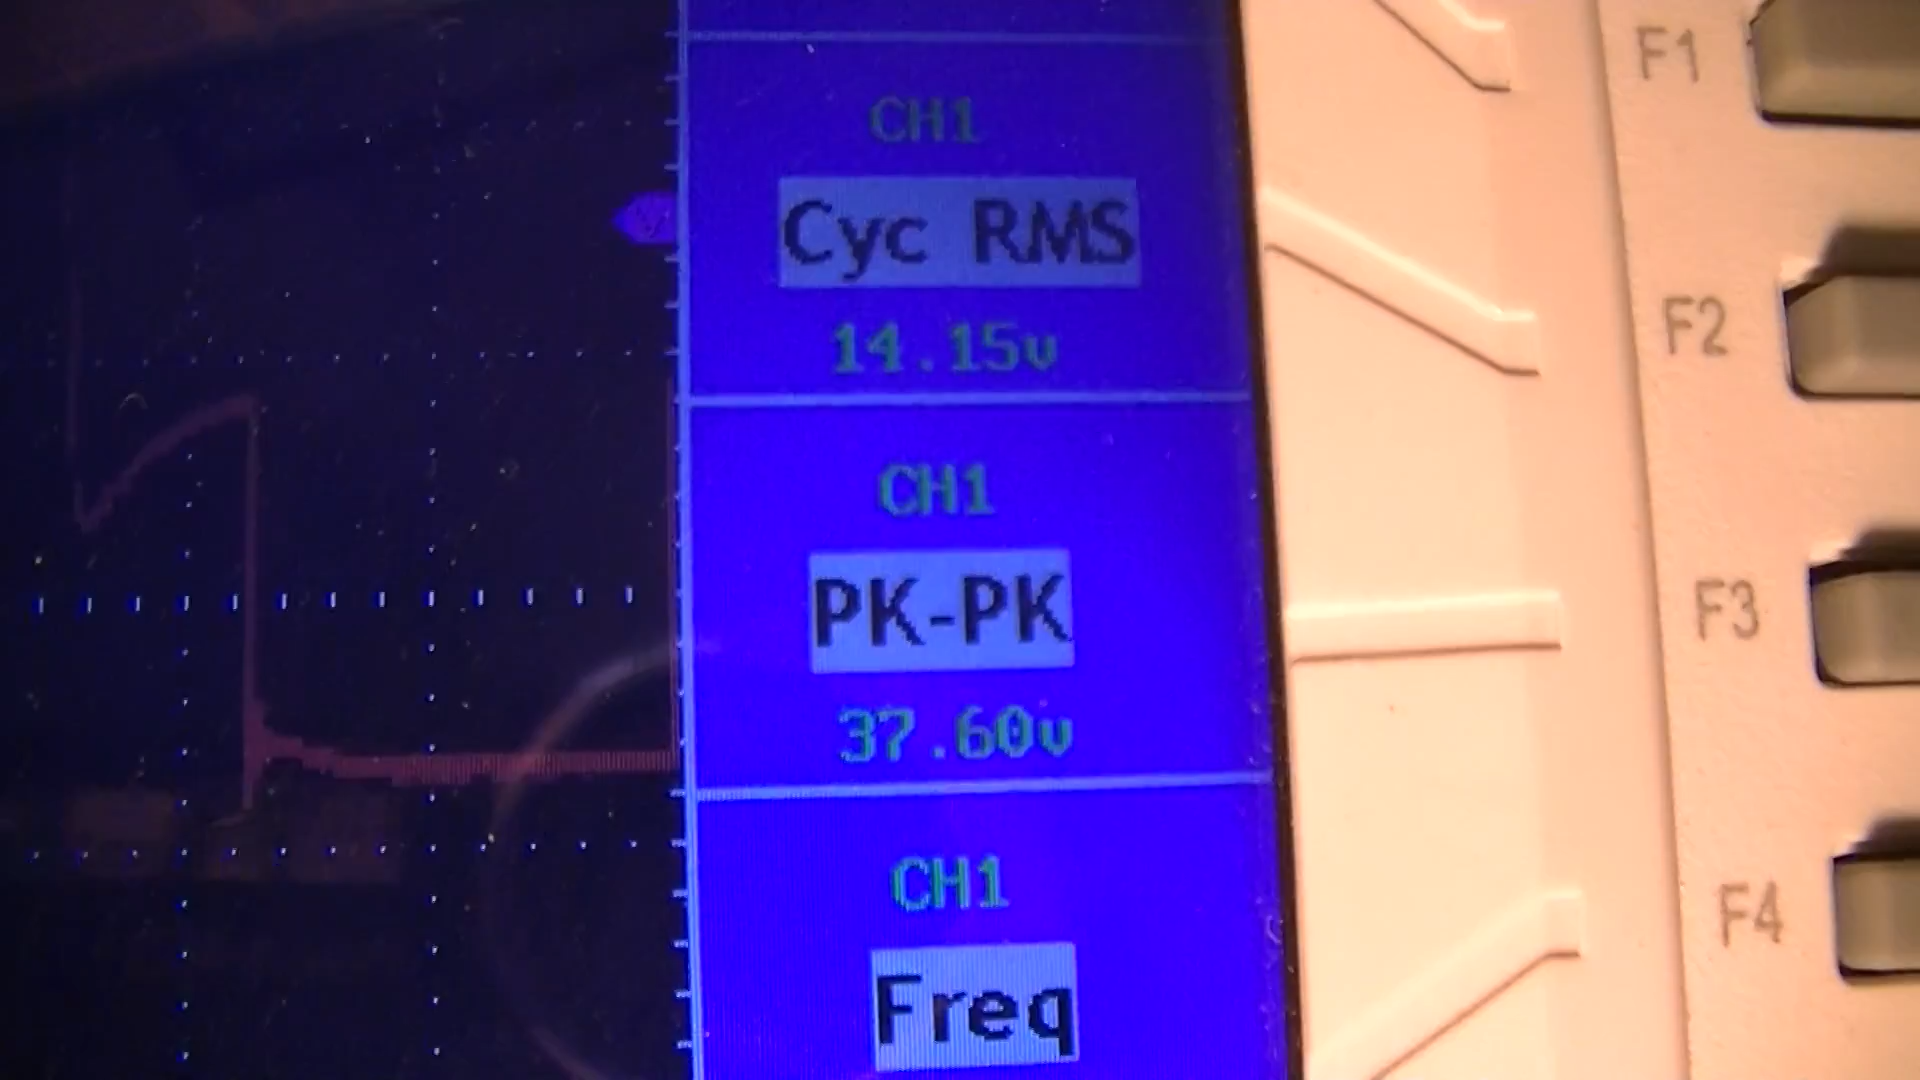 CH1
Cyc RMS
14.15v
CH1
PK-PK
37.60v
CH1
Freq
F1
F2
F3
F4